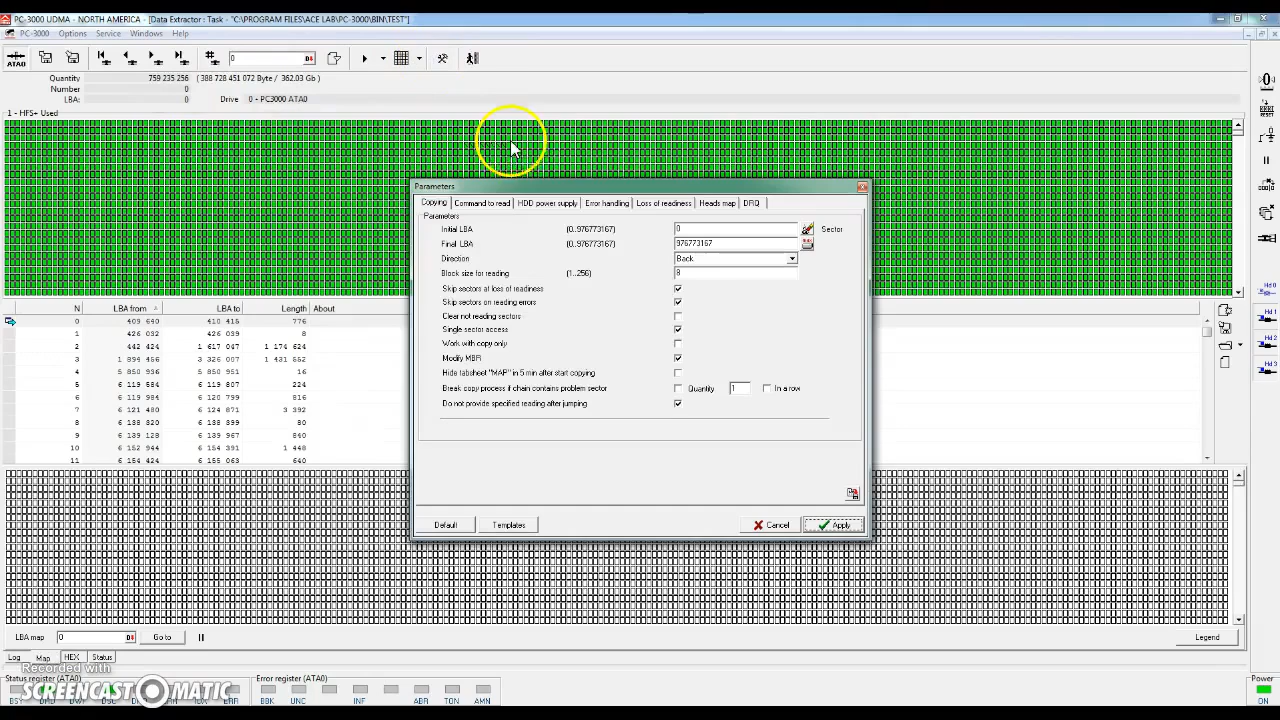 PC-3000 UDMA - NORTH AMERICA - [Data Extractor : Task - "C:\PROGRAM FILES\ACE LAB\PC-3000\BIN\TEST"]
PC-3000 Options Service Windows Help
ATA0 0
Quantity 759 235 256 ( 388 728 451 072 Byte / 362.03 Gb )
Number 0
LBA: 0 Drive 0 - PC3000 ATA0
1 - HFS+ Used
RESET
Parameters
Copying Command to read HDD power supply Error handling Loss of readiness Heads map DRQ
Parameters
Initial LBA (0..976773167) 0 Sector
Final LBA (0..976773167) 976773167
Direction Back
Block size for reading (1..256) 8
Skip sectors at loss of readiness
Skip sectors on reading errors
Clear not reading sectors
Single sector access
Work with copy only
Modify MBR
Hide tabsheet "MAP" in 5 min after start copying
Break copy process if chain contains problem sector Quantity 1 In a row
Do not provide specified reading after jumping
Default Templates Cancel Apply
N LBA from LBA to Length About
0 409 640 410 415 776
1 426 032 426 039 8
2 442 424 1 617 047 1 174 624
3 1 894 456 3 326 007 1 431 552
4 5 850 936 5 850 951 16
5 6 119 584 6 119 807 224
6 6 119 984 6 120 799 816
7 6 121 480 6 124 871 3 392
8 6 138 820 6 138 899 80
9 6 139 128 6 139 967 840
10 6 152 944 6 154 391 1 448
11 6 154 424 6 155 063 640
Hd 0
Hd 1
Hd 2
Hd 3
LBA map 0 Go to Legend
Log Map HEX Status
Recorded with
SCREENCAST MATIC
Status register (ATA0) Error register (ATA0) Power
BSY ERR BBK UNC INF ABR TON AMN ON